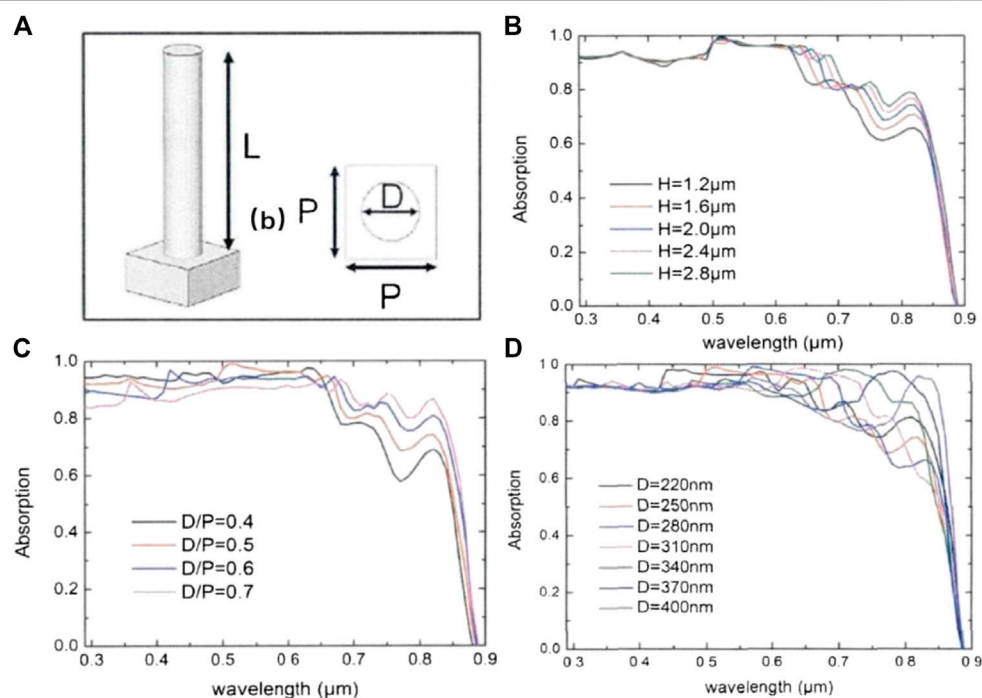 A
L
(b)
P
D
P
B
Absorption
1.0
0.8
0.6
0.4
0.2
0.0
H=1.2μm
H=1.6μm
H=2.0μm
H=2.4μm
H=2.8μm
0.3 0.4 0.5 0.6 0.7 0.8 0.9
wavelength (μm)
C
Absorption
1.0
0.8
0.6
0.4
0.2
0.0
D/P=0.4
D/P=0.5
D/P=0.6
D/P=0.7
0.3 0.4 0.5 0.6 0.7 0.8 0.9
wavelength (μm)
D
Absorption
1.0
0.8
0.6
0.4
0.2
0.0
D=220nm
D=250nm
D=280nm
D=310nm
D=340nm
D=370nm
D=400nm
0.3 0.4 0.5 0.6 0.7 0.8 0.9
wavelength (μm)